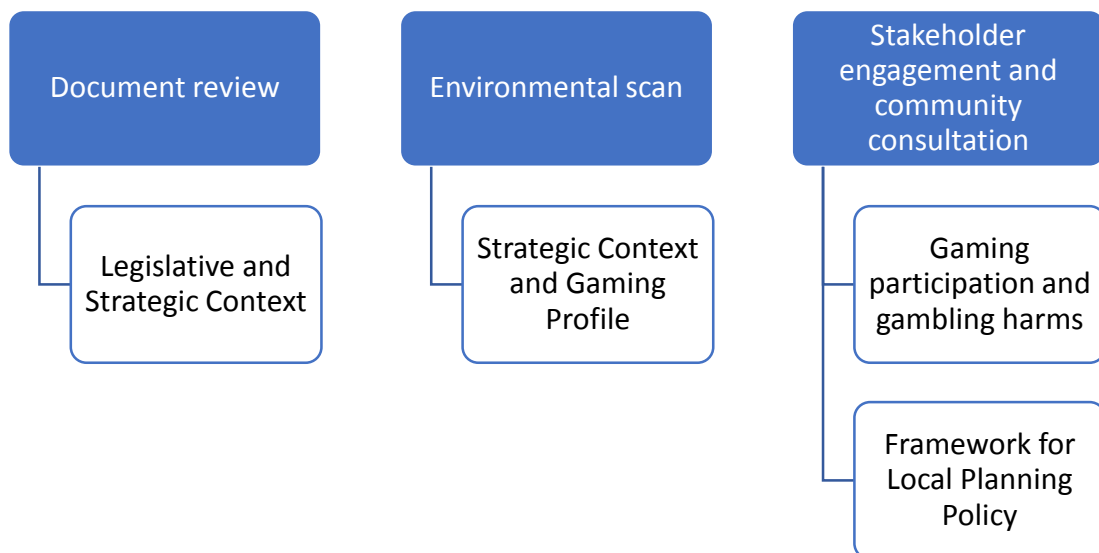 Document review
Legislative and
Strategic Context
Environmental scan
Strategic Context
and Gaming
Profile
Stakeholder
engagement and
community
consultation
Gaming
participation and
gambling harms
Framework for
Local Planning
Policy